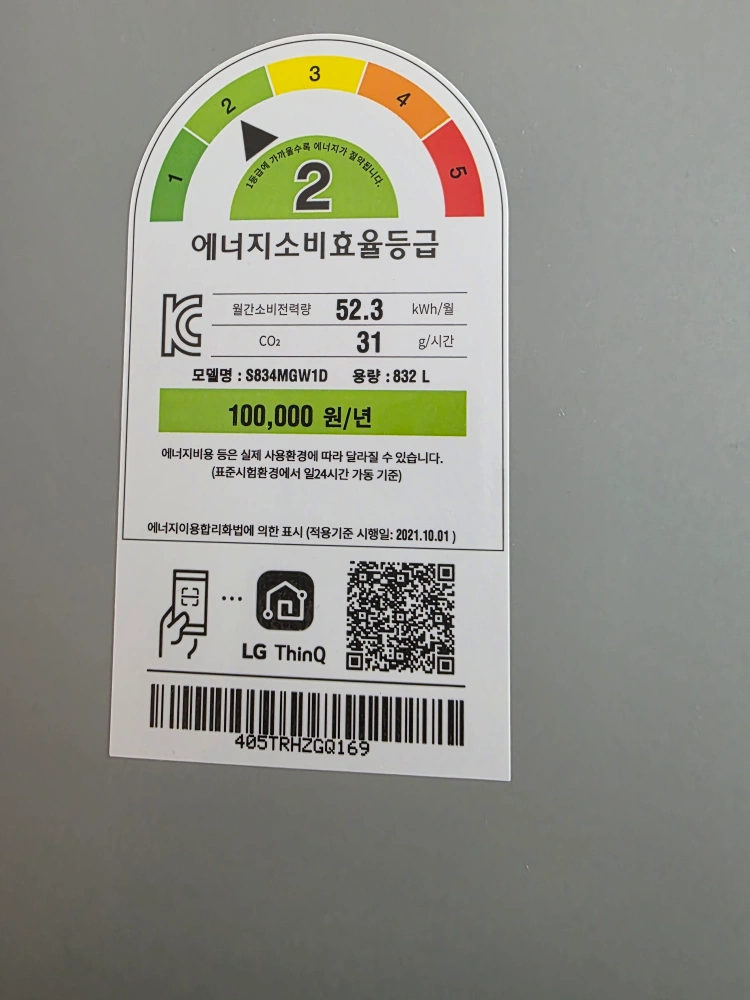 1 2 3 4 5
1등급에 가까울수록 에너지가 절약됩니다.
2
에너지소비효율등급
월간소비전력량 52.3 kWh/월
CO₂ 31 g/시간
모델명 : S834MGW1D 용량 : 832 L
100,000 원/년
에너지비용 등은 실제 사용환경에 따라 달라질 수 있습니다.
(표준시험환경에서 일24시간 가동 기준)
에너지이용합리화법에 의한 표시 (적용기준 시행일: 2021.10.01 )
LG ThinQ
405TRHZGQ169